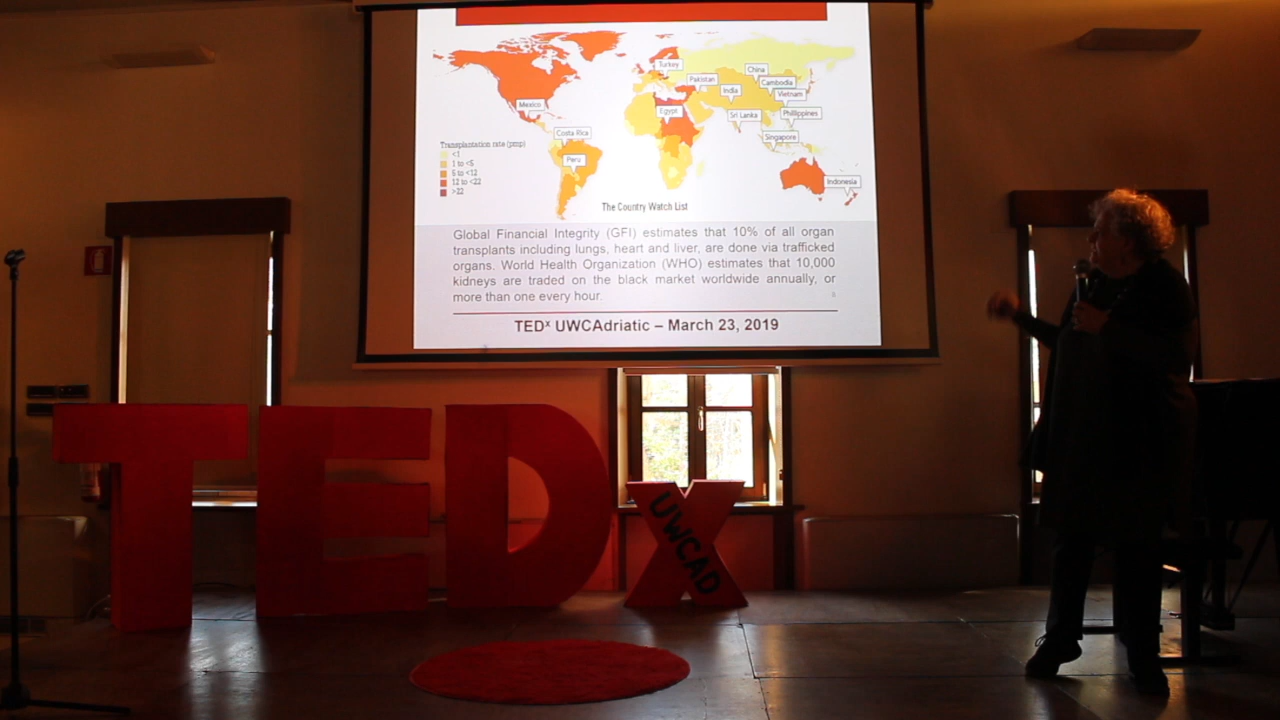 Turkey
China
Pakistan
Cambodia
India
Vietnam
Mexico
Egypt
Sri Lanka
Phillippines
Costa Rica
Singapore
Peru
Indonesia
Transplantation rate (pmp)
<1
1 to <5
5 to <12
12 to <22
>22
The Country Watch List
Global Financial Integrity (GFI) estimates that 10% of all organ
transplants including lungs, heart and liver, are done via trafficked
organs. World Health Organization (WHO) estimates that 10,000
kidneys are traded on the black market worldwide annually, or
more than one every hour.
TEDx UWCAdriatic – March 23, 2019
TEDx
UWCAD